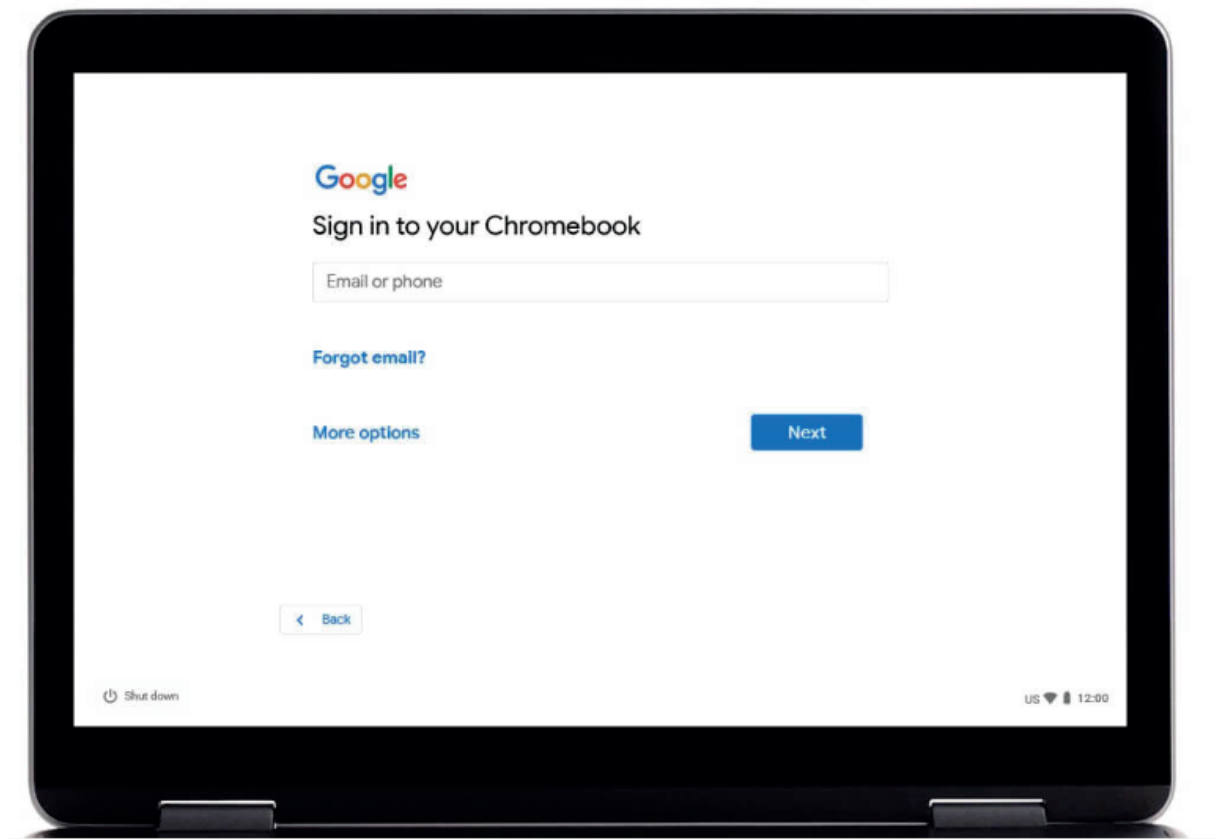 Google
Sign in to your Chromebook
Email or phone
Forgot email?
More options
Next
Back
Shut down
US 12:00